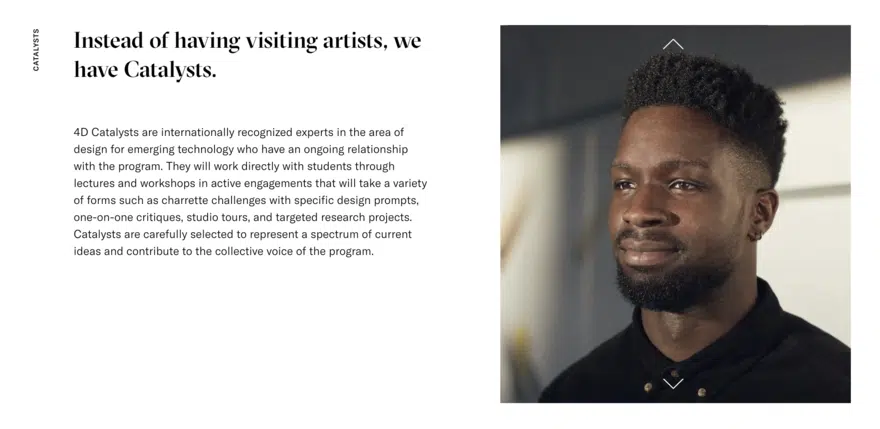 CATALYSTS
Instead of having visiting artists, we
have Catalysts.
4D Catalysts are internationally recognized experts in the area of
design for emerging technology who have an ongoing relationship
with the program. They will work directly with students through
lectures and workshops in active engagements that will take a variety
of forms such as charrette challenges with specific design prompts,
one-on-one critiques, studio tours, and targeted research projects.
Catalysts are carefully selected to represent a spectrum of current
ideas and contribute to the collective voice of the program.